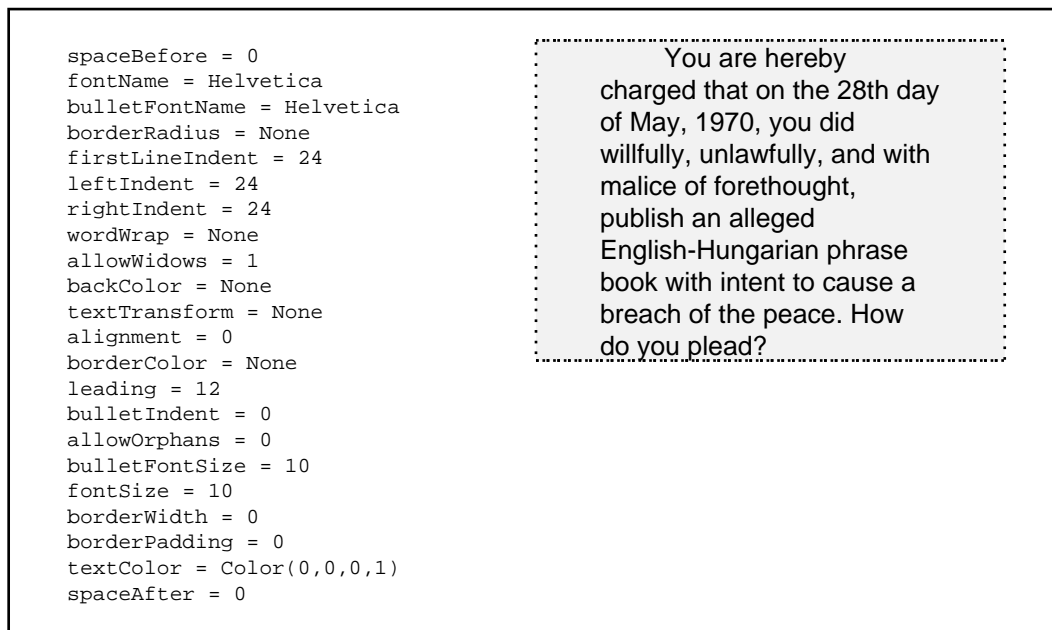 spaceBefore = 0
fontName = Helvetica
bulletFontName = Helvetica
borderRadius = None
firstLineIndent = 24
leftIndent = 24
rightIndent = 24
wordWrap = None
allowWidows = 1
backColor = None
textTransform = None
alignment = 0
borderColor = None
leading = 12
bulletIndent = 0
allowOrphans = 0
bulletFontSize = 10
fontSize = 10
borderWidth = 0
borderPadding = 0
textColor = Color(0,0,0,1)
spaceAfter = 0
You are hereby
charged that on the 28th day
of May, 1970, you did
willfully, unlawfully, and with
malice of forethought,
publish an alleged
English-Hungarian phrase
book with intent to cause a
breach of the peace. How
do you plead?